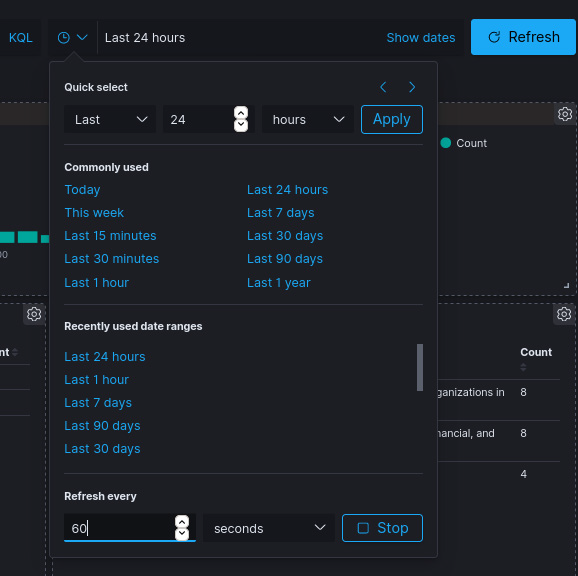 KQL Last 24 hours Show dates Refresh
Quick select
Last 24 hours Apply
Count
Commonly used
Today Last 24 hours
This week Last 7 days
Last 15 minutes Last 30 days
Last 30 minutes Last 90 days
Last 1 hour Last 1 year
Recently used date ranges
Last 24 hours
Last 1 hour
Last 7 days
Last 90 days
Last 30 days
Count
ganizations in 8
nancial, and 8
4
Refresh every
60 seconds Stop